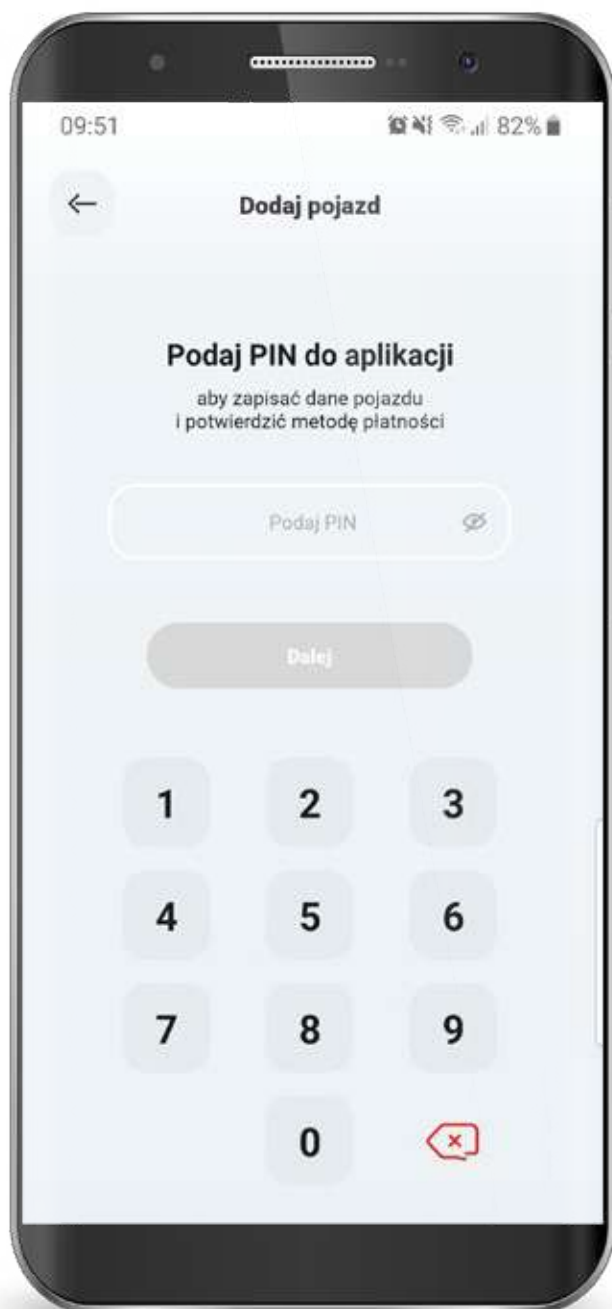 09:51 82%
Dodaj pojazd
Podaj PIN do aplikacji
aby zapisać dane pojazdu
i potwierdzić metodę płatności
Podaj PIN
Dalej
1 2 3
4 5 6
7 8 9
0